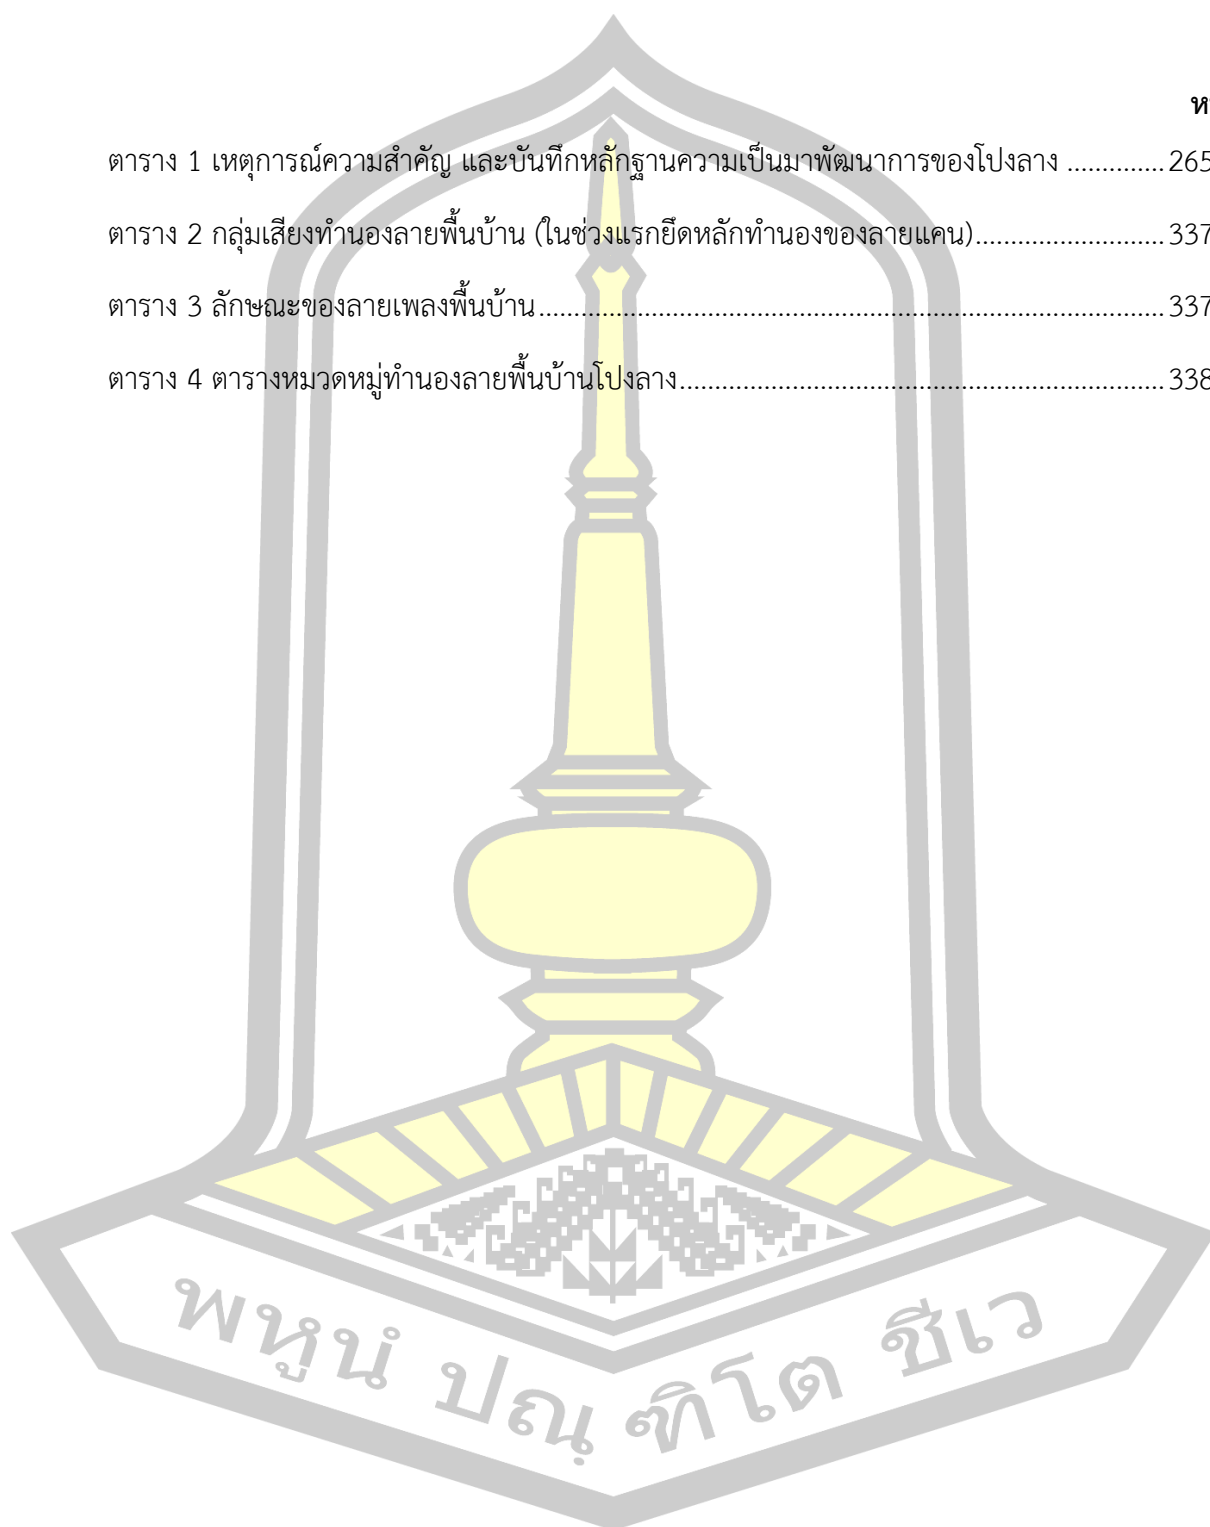 ตาราง 1 เหตุการณ์ความสำคัญ และบันทึกหลักฐานความเป็นมาพัฒนาการของโปงลาง ..............265
ตาราง 2 กลุ่มเสียงทำนองลายพื้นบ้าน (ในช่วงแรกยึดหลักทำนองของลายแคน)...........................337
ตาราง 3 ลักษณะของลายเพลงพื้นบ้าน.........................................................................................337
ตาราง 4 ตารางหมวดหมู่ทำนองลายพื้นบ้านโปงลาง.....................................................................338
พหูนํ ปณฺฑิโต ชีเว